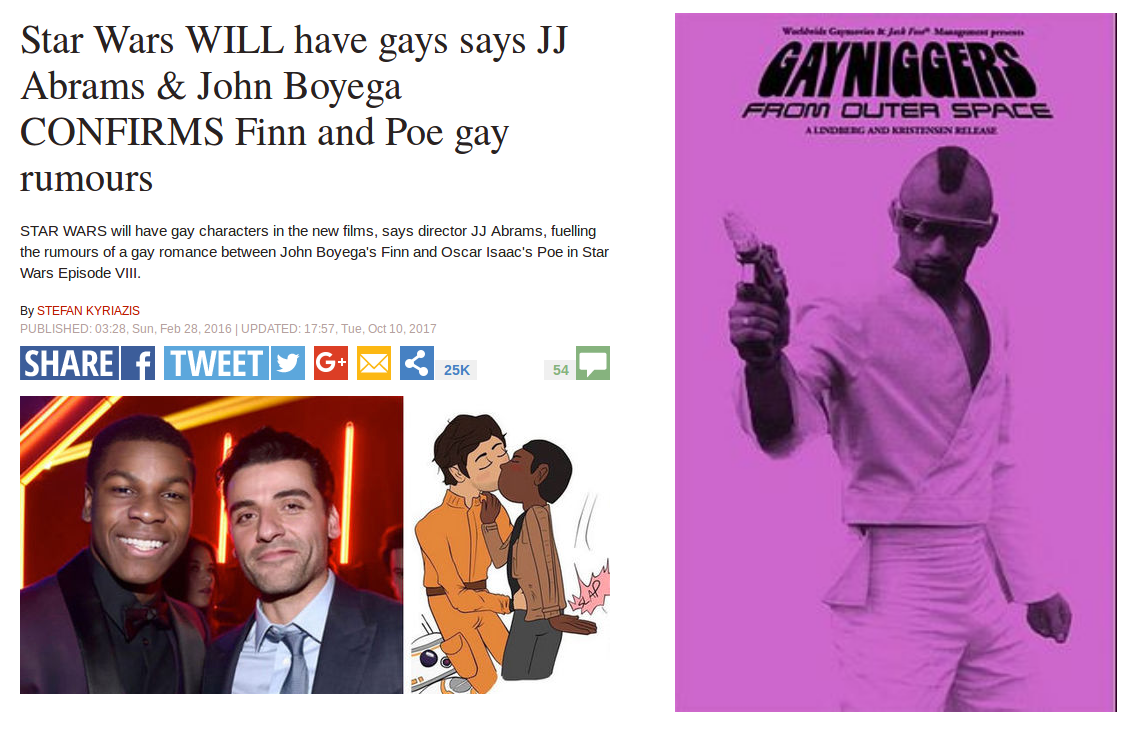 Star Wars WILL have gays says JJ
Abrams & John Boyega
CONFIRMS Finn and Poe gay
rumours
STAR WARS will have gay characters in the new films, says director JJ Abrams, fuelling
the rumours of a gay romance between John Boyega's Finn and Oscar Isaac's Poe in Star
Wars Episode VIII.
By STEFAN KYRIAZIS
PUBLISHED: 03:28, Sun, Feb 28, 2016 | UPDATED: 17:57, Tue, Oct 10, 2017
SHARE f TWEET G+ 25K 54
SLAP
Worldwide Gaymovies & Jack Foot® Management presents
GAYNIGGERS
FROM OUTER SPACE
A LINDBERG AND KRISTENSEN RELEASE